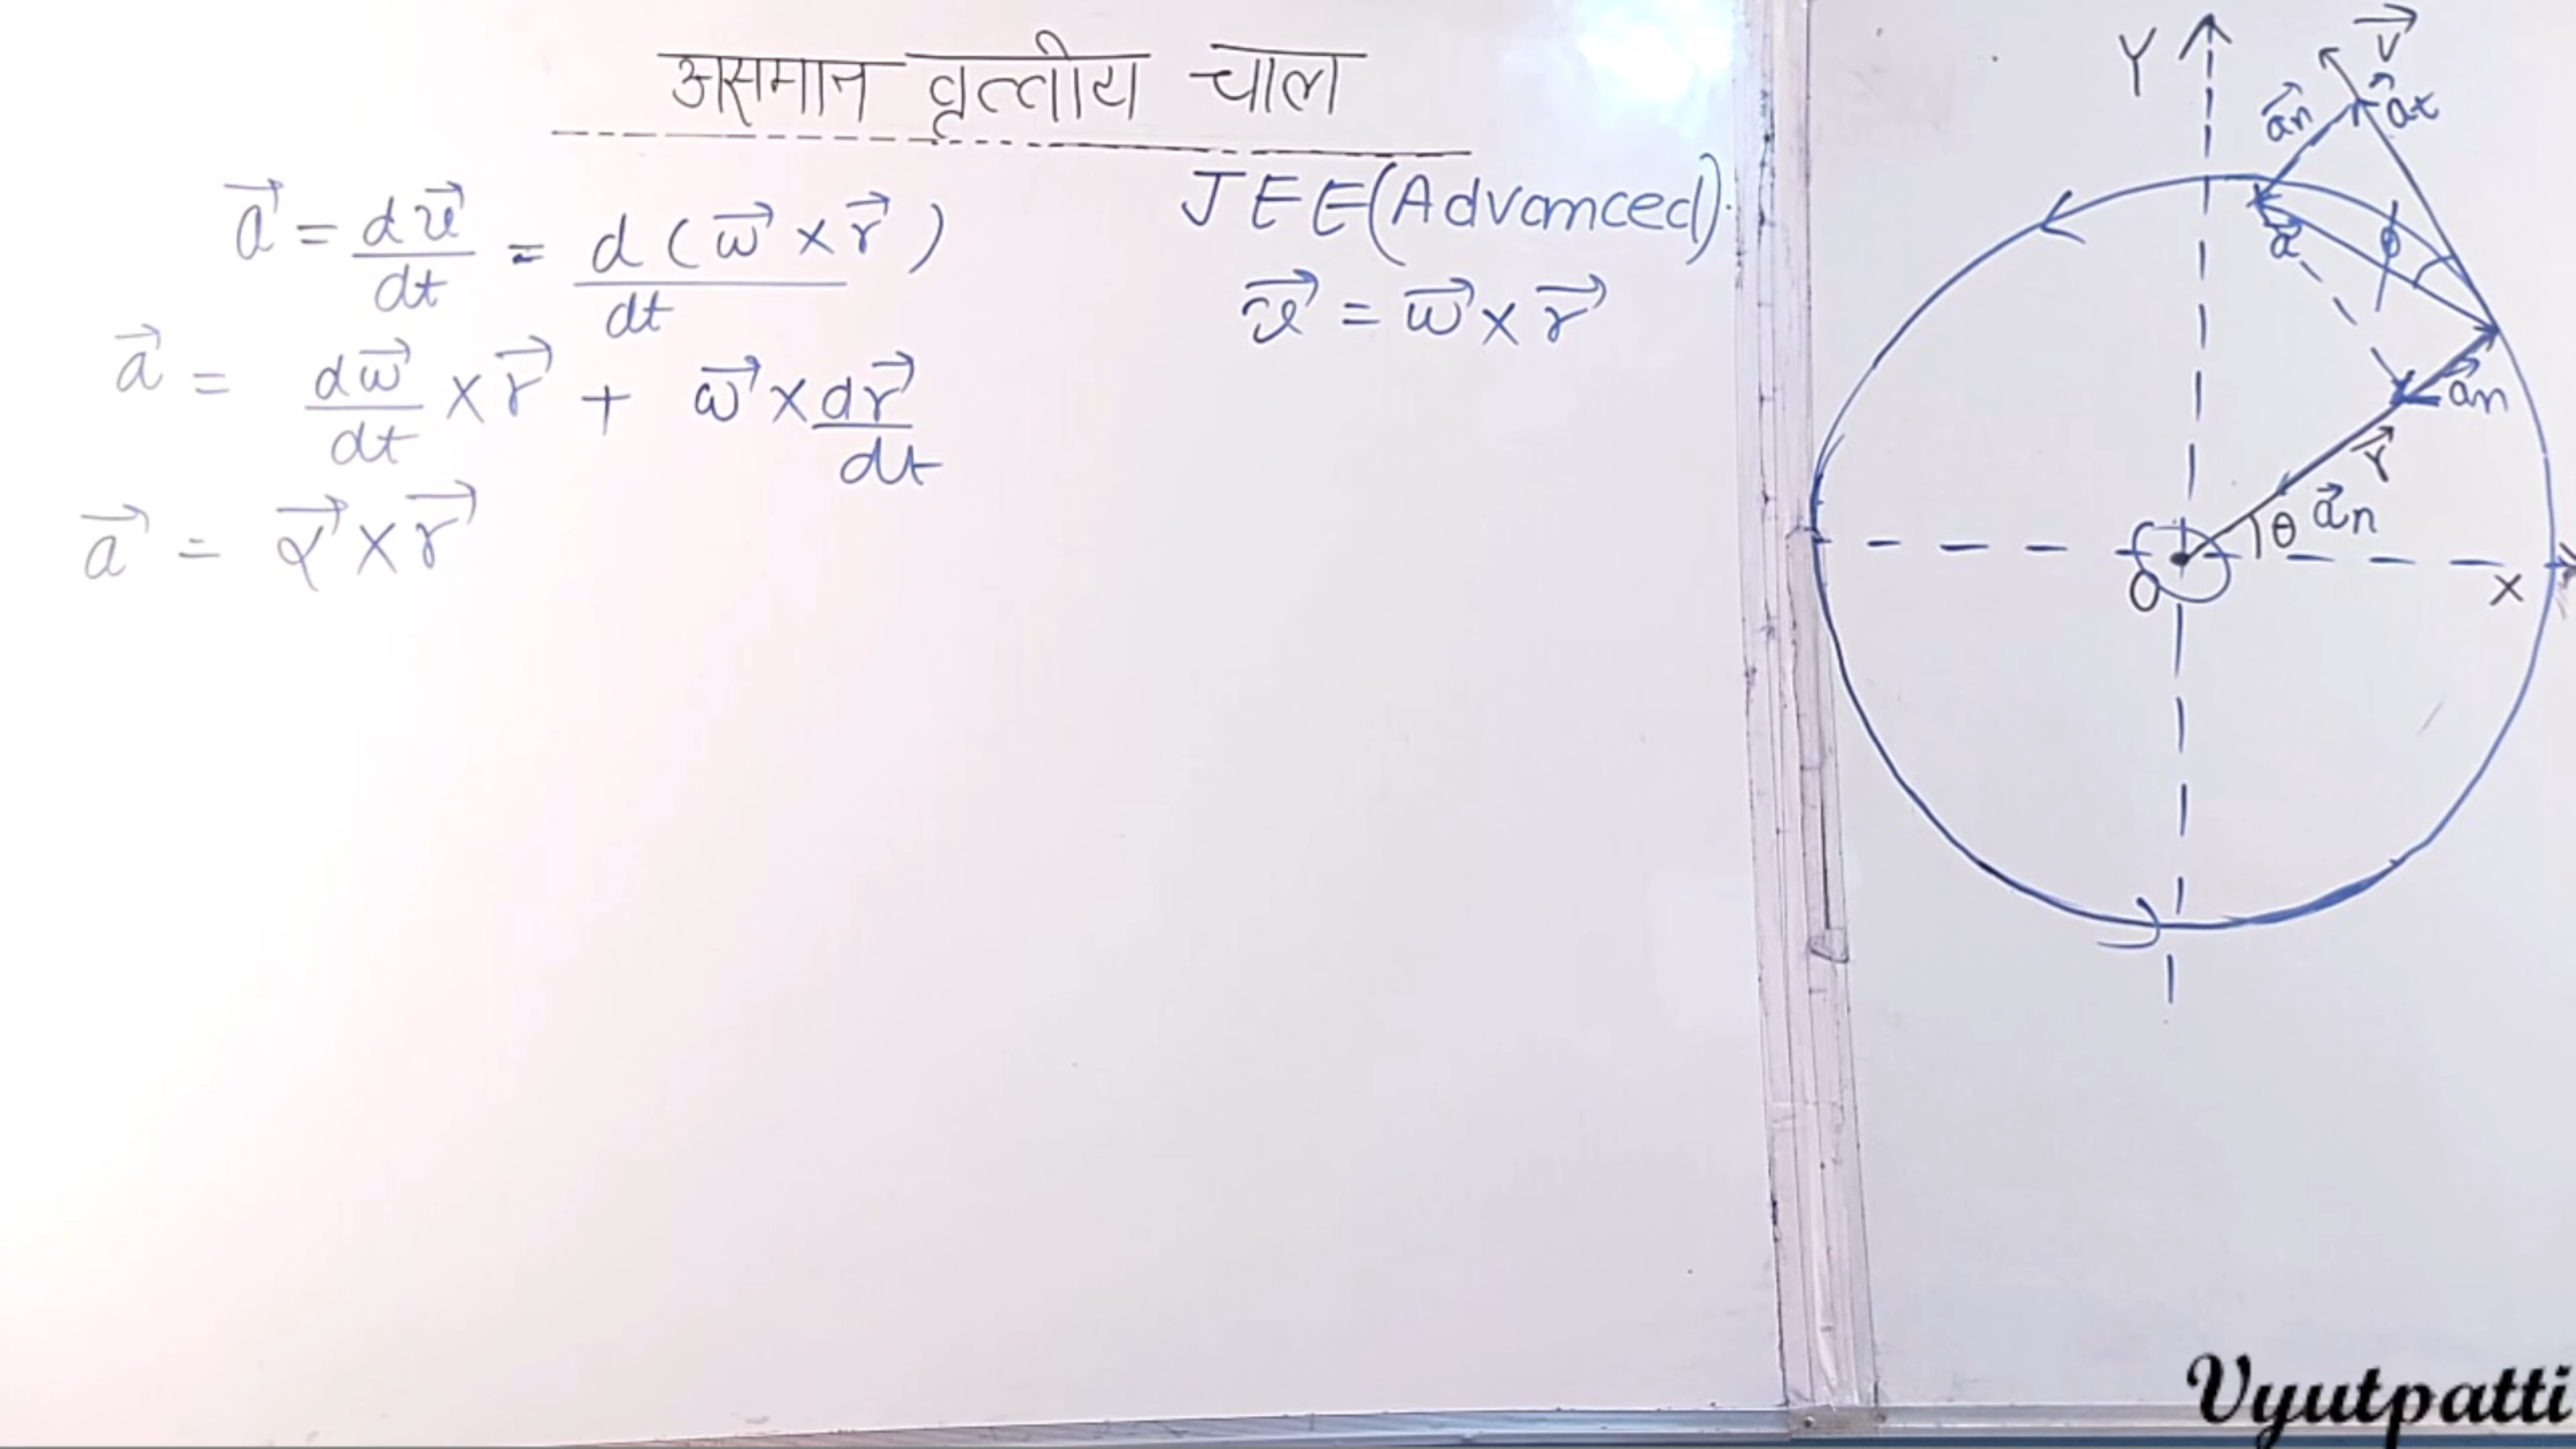 असमान वृत्तीय चाल
JEE (Advanced).
a⃗ = dv⃗/dt = d(ω⃗ × r⃗)/dt
v⃗ = ω⃗ × r⃗
a⃗ = dω⃗/dt × r⃗ + ω⃗ × dr⃗/dt
a⃗ = α⃗ × r⃗
Y
v⃗
a⃗n
a⃗t
a⃗
ϕ
a⃗n
r⃗
a⃗n
θ
O
X
Vyutpatti